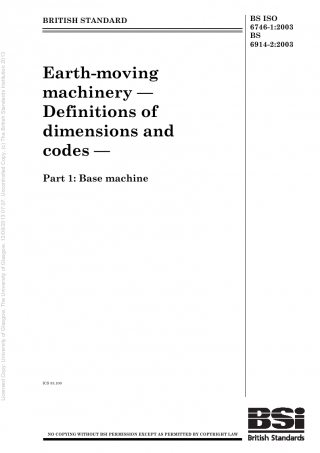 BRITISH STANDARD
BS ISO
6746-1:2003
BS
6914-2:2003
Earth-moving
machinery —
Definitions of
dimensions and
codes —
Part 1: Base machine
NO COPYING WITHOUT BSI PERMISSION EXCEPT AS PERMITTED BY COPYRIGHT LAW
BSi
British Standards